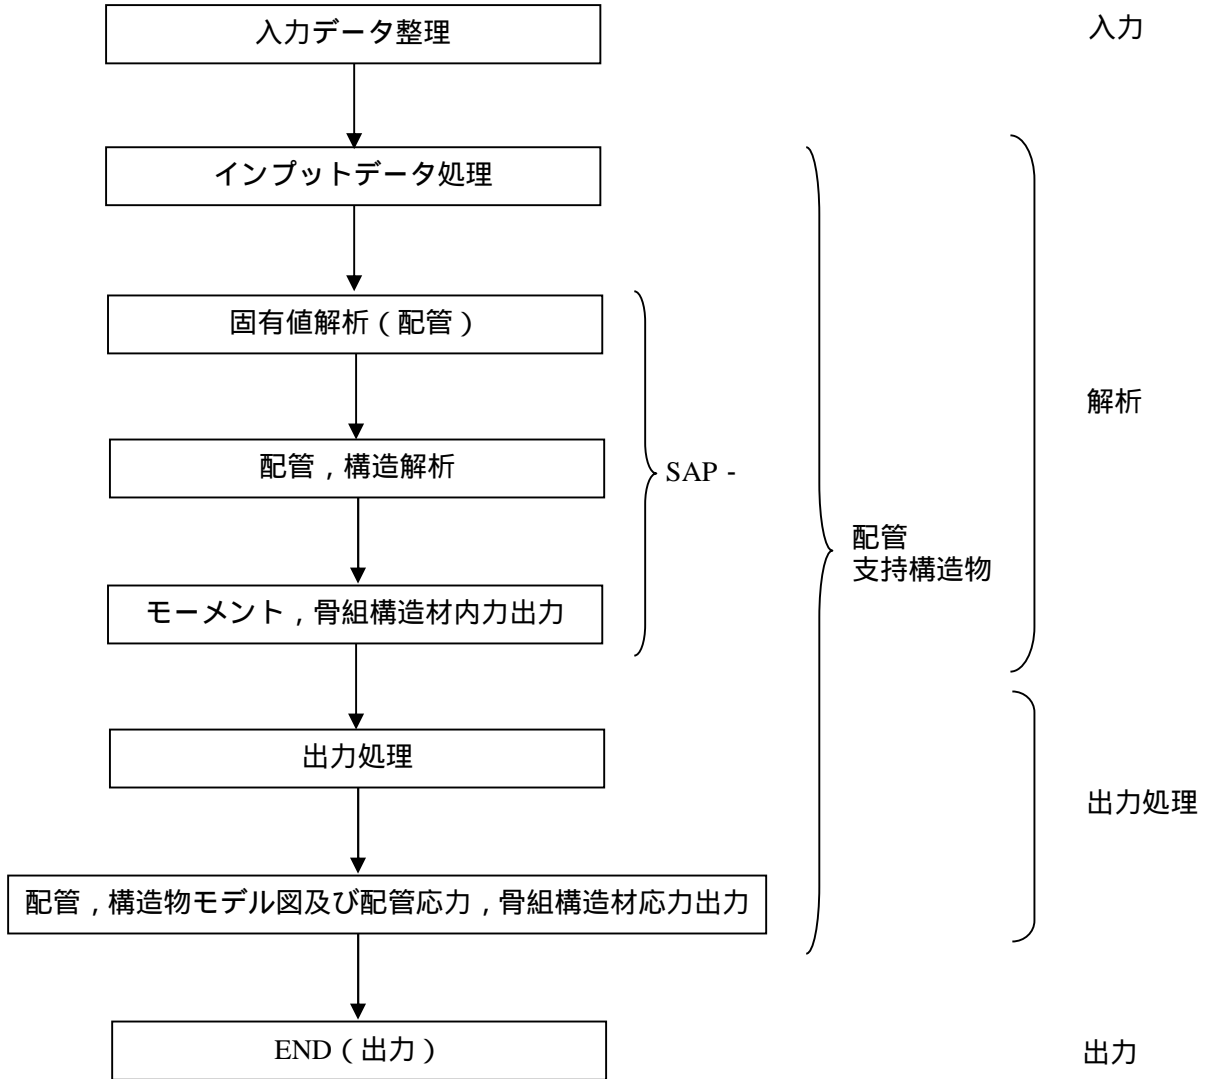 入力データ整理
入力
インプットデータ処理
固有値解析（配管）
解析
配管，構造解析
SAP -
配管
支持構造物
モーメント，骨組構造材内力出力
出力処理
出力処理
配管，構造物モデル図及び配管応力，骨組構造材応力出力
END（出力）
出力